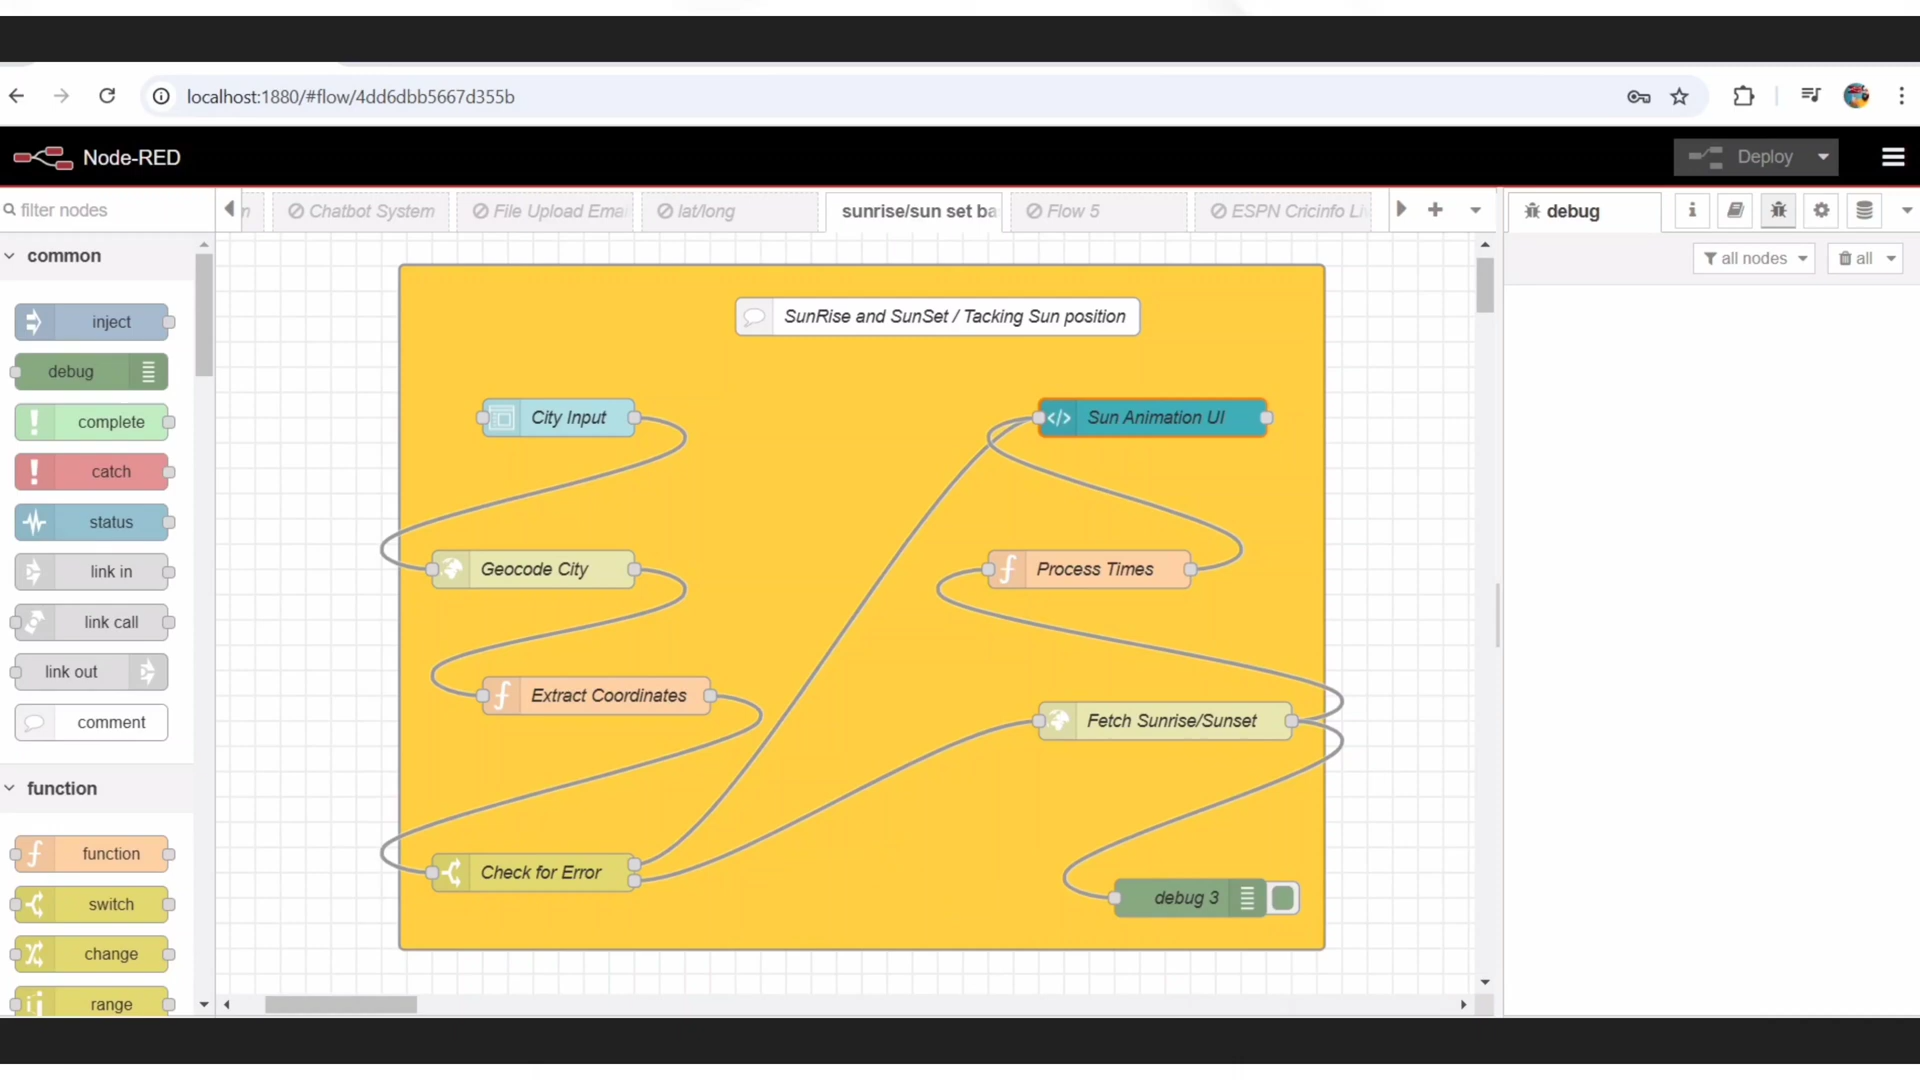 localhost:1880/#flow/4dd6dbb5667d355b
Node-RED
Deploy
filter nodes
Chatbot System
File Upload Emai
lat/long
sunrise/sun set ba
Flow 5
ESPN Cricinfo Li
debug
all nodes
all
common
inject
debug
complete
catch
status
link in
link call
link out
comment
function
function
switch
change
range
SunRise and SunSet / Tacking Sun position
City Input
Sun Animation UI
Geocode City
Process Times
Extract Coordinates
Fetch Sunrise/Sunset
Check for Error
debug 3